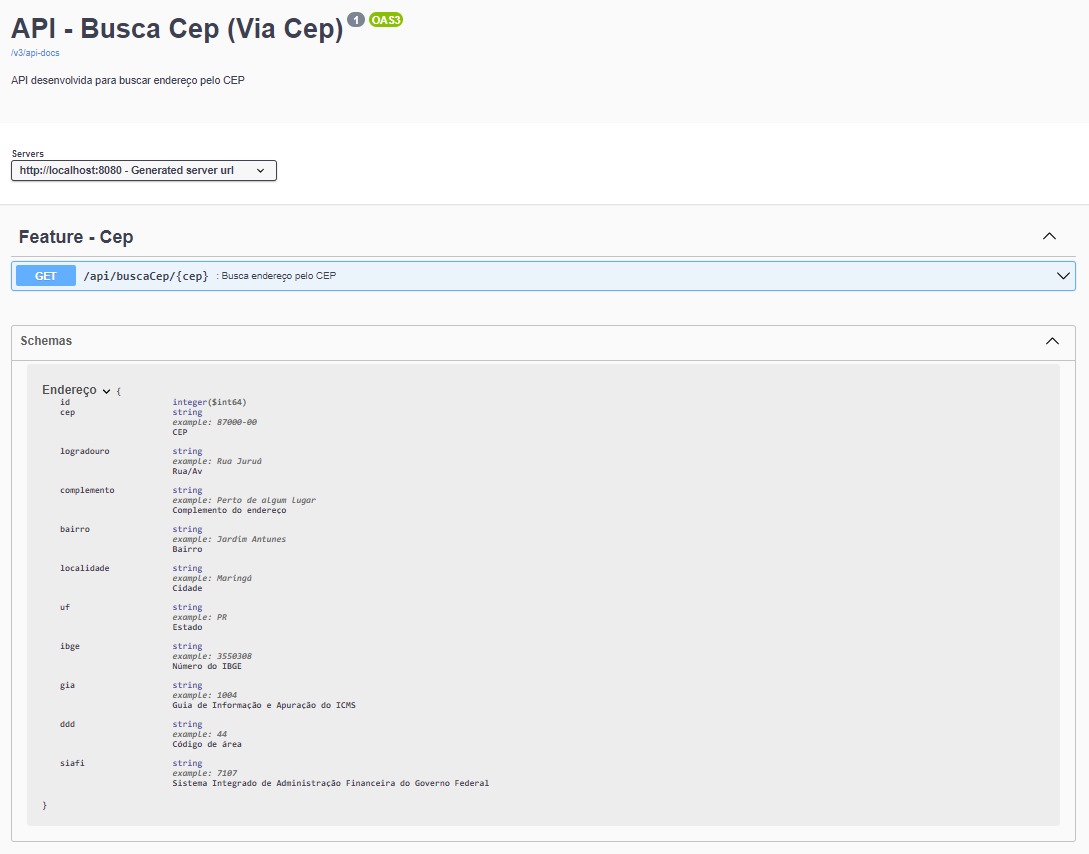 API - Busca Cep (Via Cep) 1 OAS3
/v3/api-docs
API desenvolvida para buscar endereço pelo CEP
Servers
http://localhost:8080 - Generated server url
Feature - Cep
GET /api/buscaCep/{cep} : Busca endereço pelo CEP
Schemas
Endereço {
id integer($int64)
cep string
example: 87000-00
CEP
logradouro string
example: Rua Juruá
Rua/Av
complemento string
example: Perto de algum lugar
Complemento do endereço
bairro string
example: Jardim Antunes
Bairro
localidade string
example: Maringá
Cidade
uf string
example: PR
Estado
ibge string
example: 3550308
Número do IBGE
gia string
example: 1004
Guia de Informação e Apuração do ICMS
ddd string
example: 44
Código de área
siafi string
example: 7107
Sistema Integrado de Administração Financeira do Governo Federal
}